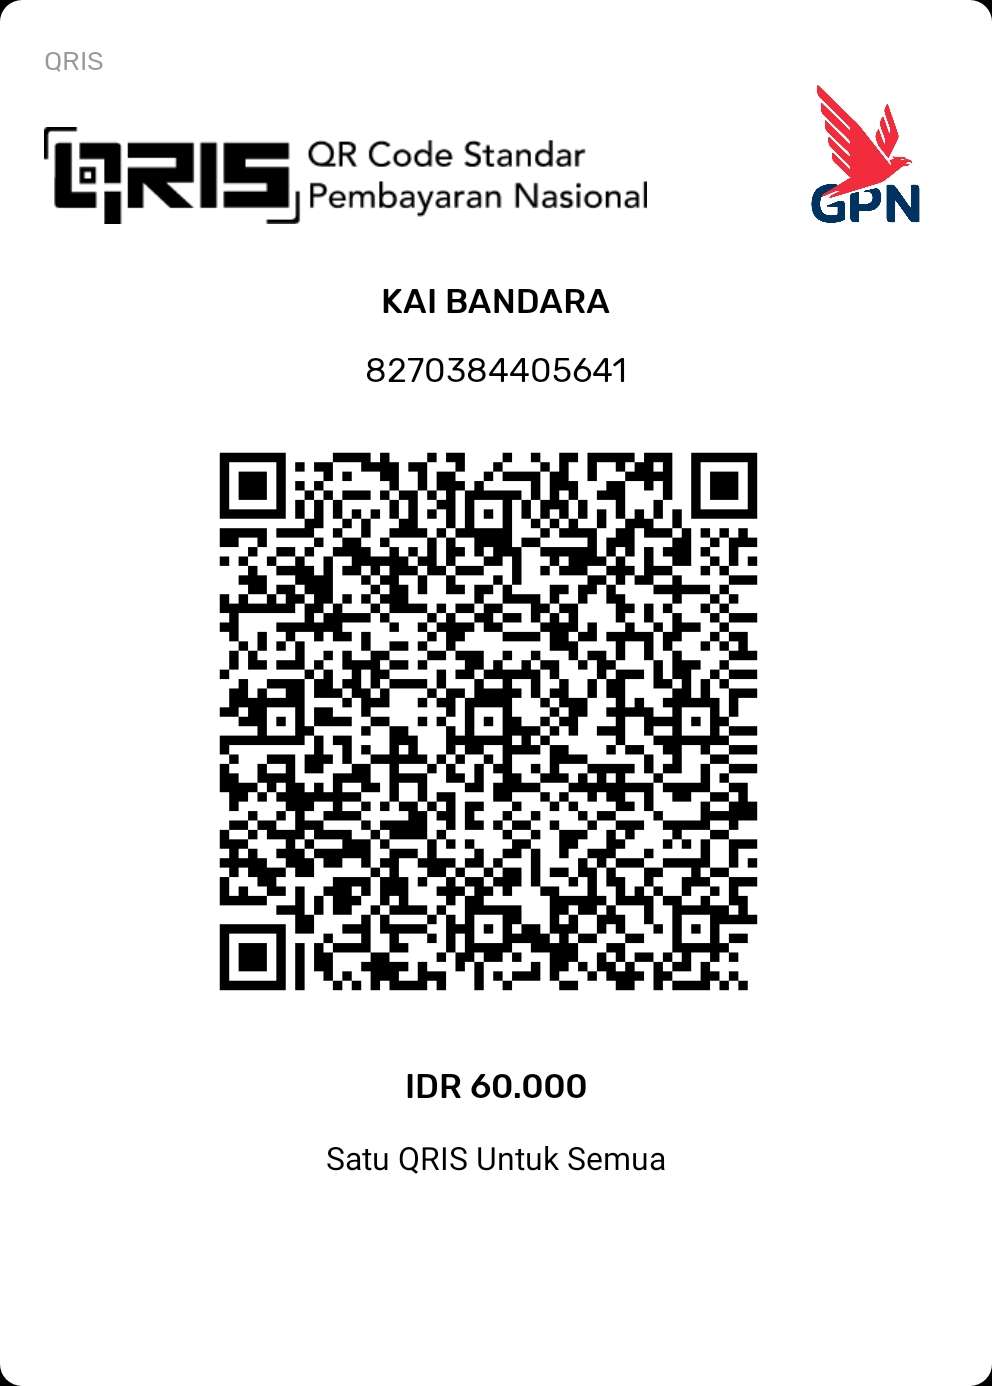 QRIS
QRIS QR Code Standar
Pembayaran Nasional
GPN
KAI BANDARA
8270384405641
IDR 60.000
Satu QRIS Untuk Semua